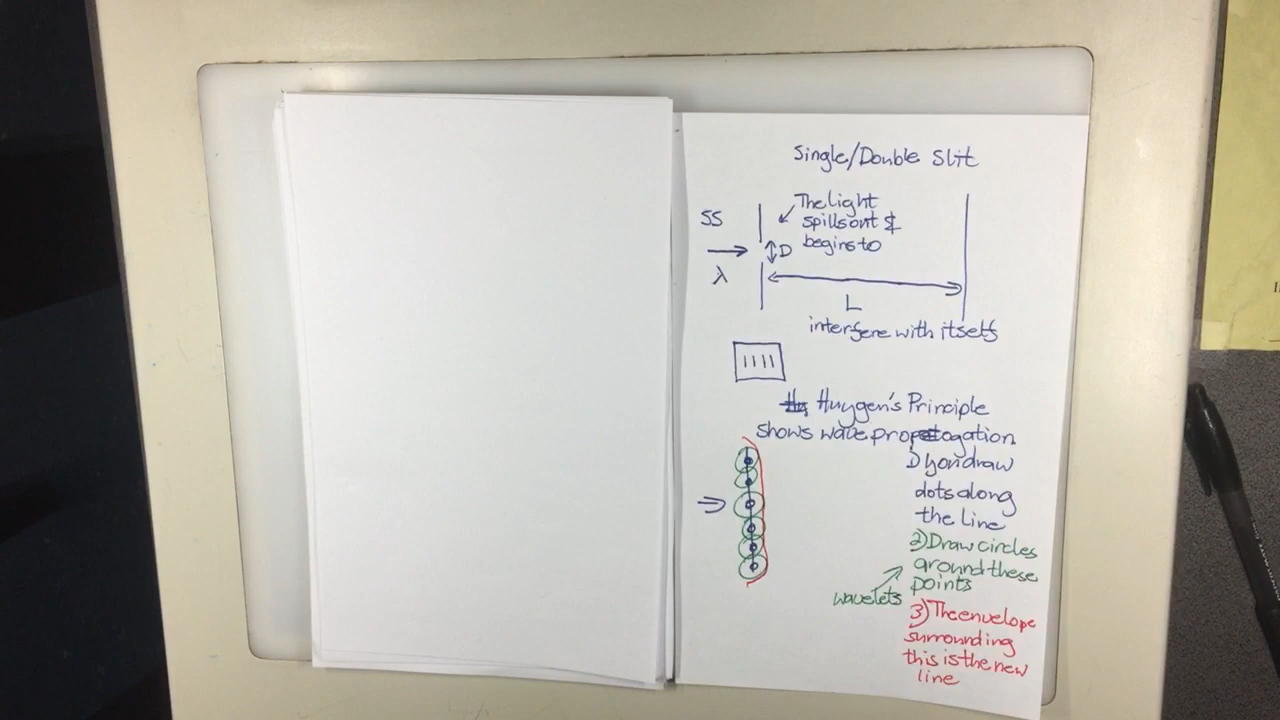 Single/Double Slit
SS
The light
spills out &
begins to
D
λ
L
interfere with itself
Huygen's Principle
shows wave propogation
1) you draw
dots along
the line
2) Draw circles
around these
points
wavelets
3) The envelope
surrounding
this is the new
line